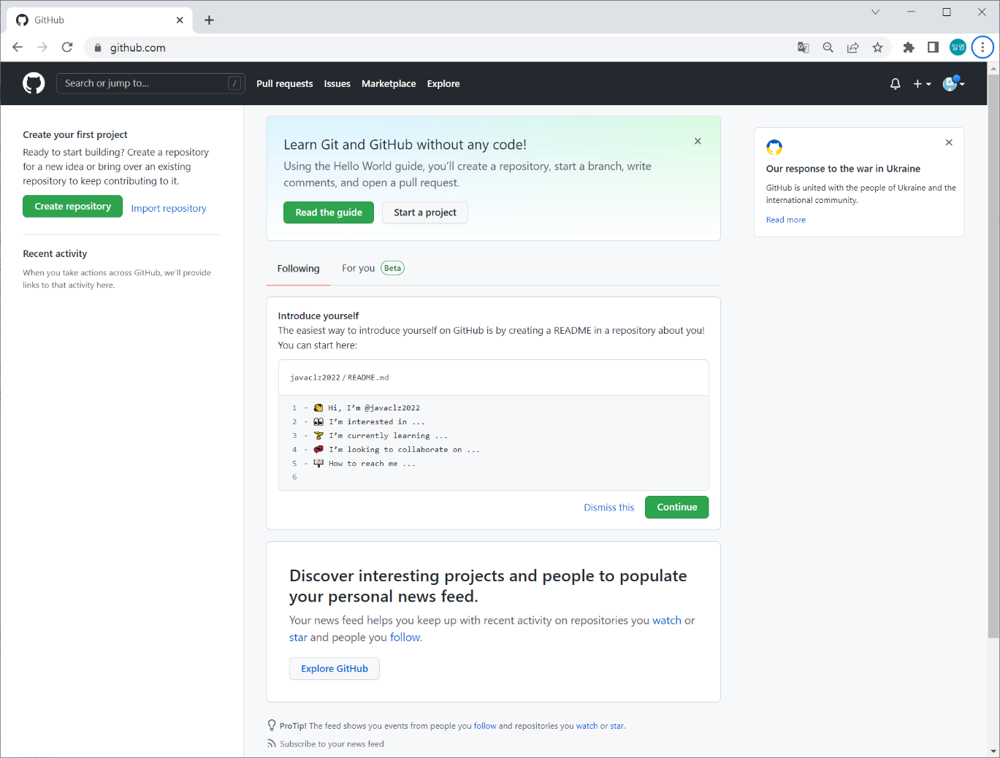 GitHub
github.com
일영
Search or jump to...
/
Pull requests
Issues
Marketplace
Explore
Create your first project
Ready to start building? Create a repository
for a new idea or bring over an existing
repository to keep contributing to it.
Create repository
Import repository
Recent activity
When you take actions across GitHub, we'll provide
links to that activity here.
Learn Git and GitHub without any code!
Using the Hello World guide, you'll create a repository, start a branch, write
comments, and open a pull request.
Read the guide
Start a project
Following
For you
Beta
Introduce yourself
The easiest way to introduce yourself on GitHub is by creating a README in a repository about you!
You can start here:
javaclz2022/README.md
1 - Hi, I'm @javaclz2022
2 - I'm interested in ...
3 - I'm currently learning ...
4 - I'm looking to collaborate on ...
5 - How to reach me ...
6
Dismiss this
Continue
Discover interesting projects and people to populate
your personal news feed.
Your news feed helps you keep up with recent activity on repositories you watch or
star and people you follow.
Explore GitHub
ProTip! The feed shows you events from people you follow and repositories you watch or star.
Subscribe to your news feed
Our response to the war in Ukraine
GitHub is united with the people of Ukraine and the
international community.
Read more